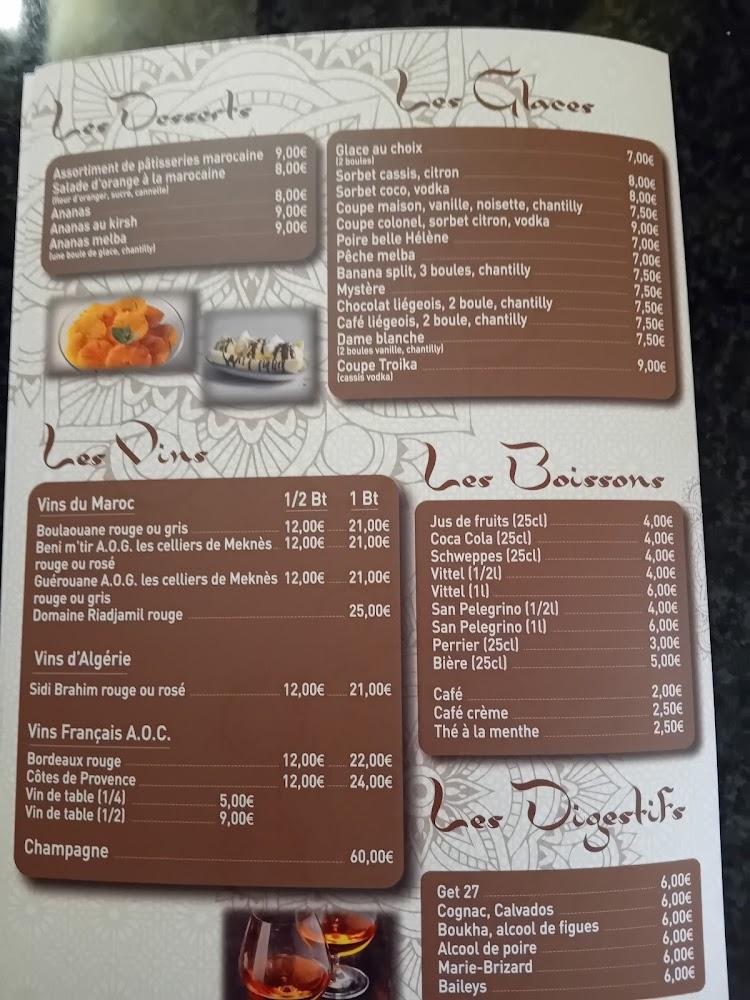 Les Desserts
Assortiment de pâtisseries marocaine 9,00€
Salade d'orange à la marocaine 8,00€
(fleur d'oranger, sucre, cannelle)
Ananas 8,00€
Ananas au kirsh 9,00€
Ananas melba 9,00€
(une boule de glace, chantilly)
Les Glaces
Glace au choix 7,00€
(2 boules)
Sorbet cassis, citron 8,00€
Sorbet coco, vodka 8,00€
Coupe maison, vanille, noisette, chantilly 7,50€
Coupe colonel, sorbet citron, vodka 9,00€
Poire belle Hélène 7,00€
Pêche melba 7,00€
Banana split, 3 boules, chantilly 7,50€
Mystère 7,50€
Chocolat liégeois, 2 boule, chantilly 7,50€
Café liégeois, 2 boule, chantilly 7,50€
Dame blanche 7,50€
(2 boules vanille, chantilly)
Coupe Troika 9,00€
(cassis vodka)
Les Vins
Vins du Maroc 1/2 Bt 1 Bt
Boulaouane rouge ou gris 12,00€ 21,00€
Beni m'tir A.O.G. les celliers de Meknès 12,00€ 21,00€
rouge ou rosé
Guérouane A.O.G. les celliers de Meknès 12,00€ 21,00€
rouge ou gris
Domaine Riadjamil rouge 25,00€
Vins d'Algérie
Sidi Brahim rouge ou rosé 12,00€ 21,00€
Vins Français A.O.C.
Bordeaux rouge 12,00€ 22,00€
Côtes de Provence 12,00€ 24,00€
Vin de table (1/4) 5,00€
Vin de table (1/2) 9,00€
Champagne 60,00€
Les Boissons
Jus de fruits (25cl) 4,00€
Coca Cola (25cl) 4,00€
Schweppes (25cl) 4,00€
Vittel (1/2l) 4,00€
Vittel (1l) 6,00€
San Pelegrino (1/2l) 4,00€
San Pelegrino (1l) 6,00€
Perrier (25cl) 3,00€
Bière (25cl) 5,00€
Café 2,00€
Café crème 2,50€
Thé à la menthe 2,50€
Les Digestifs
Get 27 6,00€
Cognac, Calvados 6,00€
Boukha, alcool de figues 6,00€
Alcool de poire 6,00€
Marie-Brizard 6,00€
Baileys 6,00€